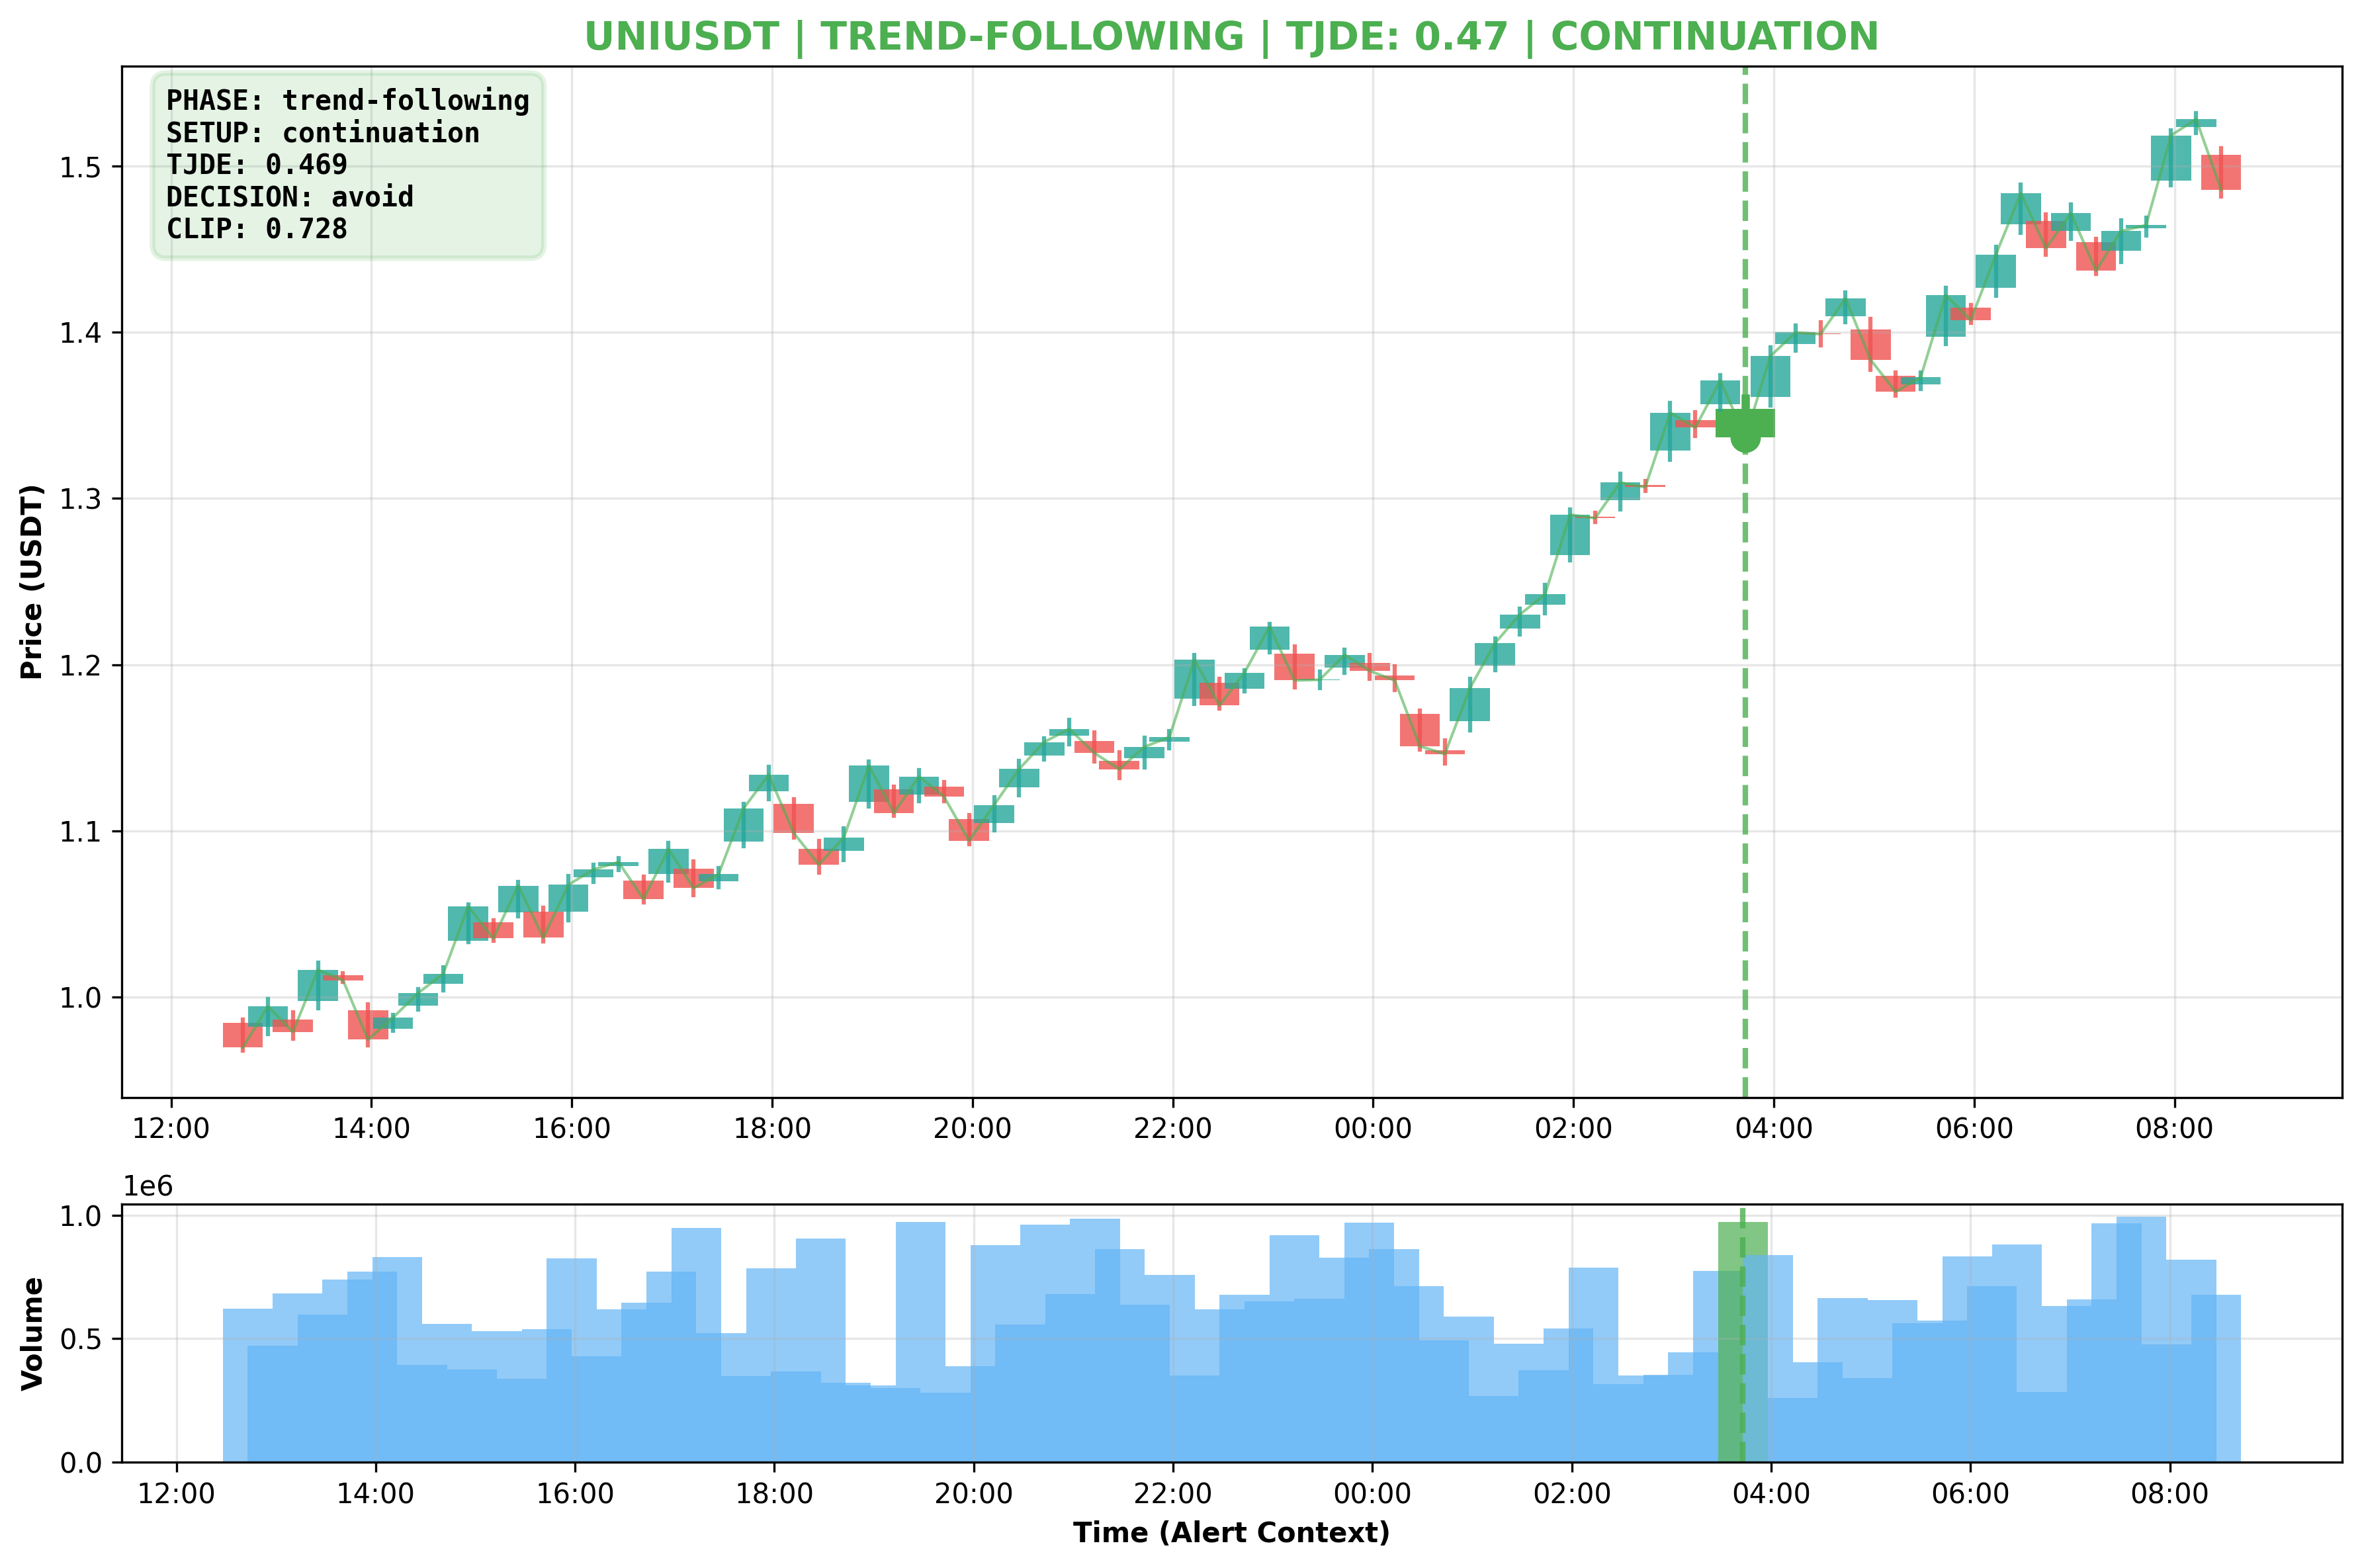 UNIUSDT | TREND-FOLLOWING | TJDE: 0.47 | CONTINUATION
PHASE: trend-following
SETUP: continuation
TJDE: 0.469
DECISION: avoid
CLIP: 0.728
Price (USDT)
1.5
1.4
1.3
1.2
1.1
1.0
12:00 14:00 16:00 18:00 20:00 22:00 00:00 02:00 04:00 06:00 08:00
1e6
Volume
1.0
0.5
0.0
12:00 14:00 16:00 18:00 20:00 22:00 00:00 02:00 04:00 06:00 08:00
Time (Alert Context)